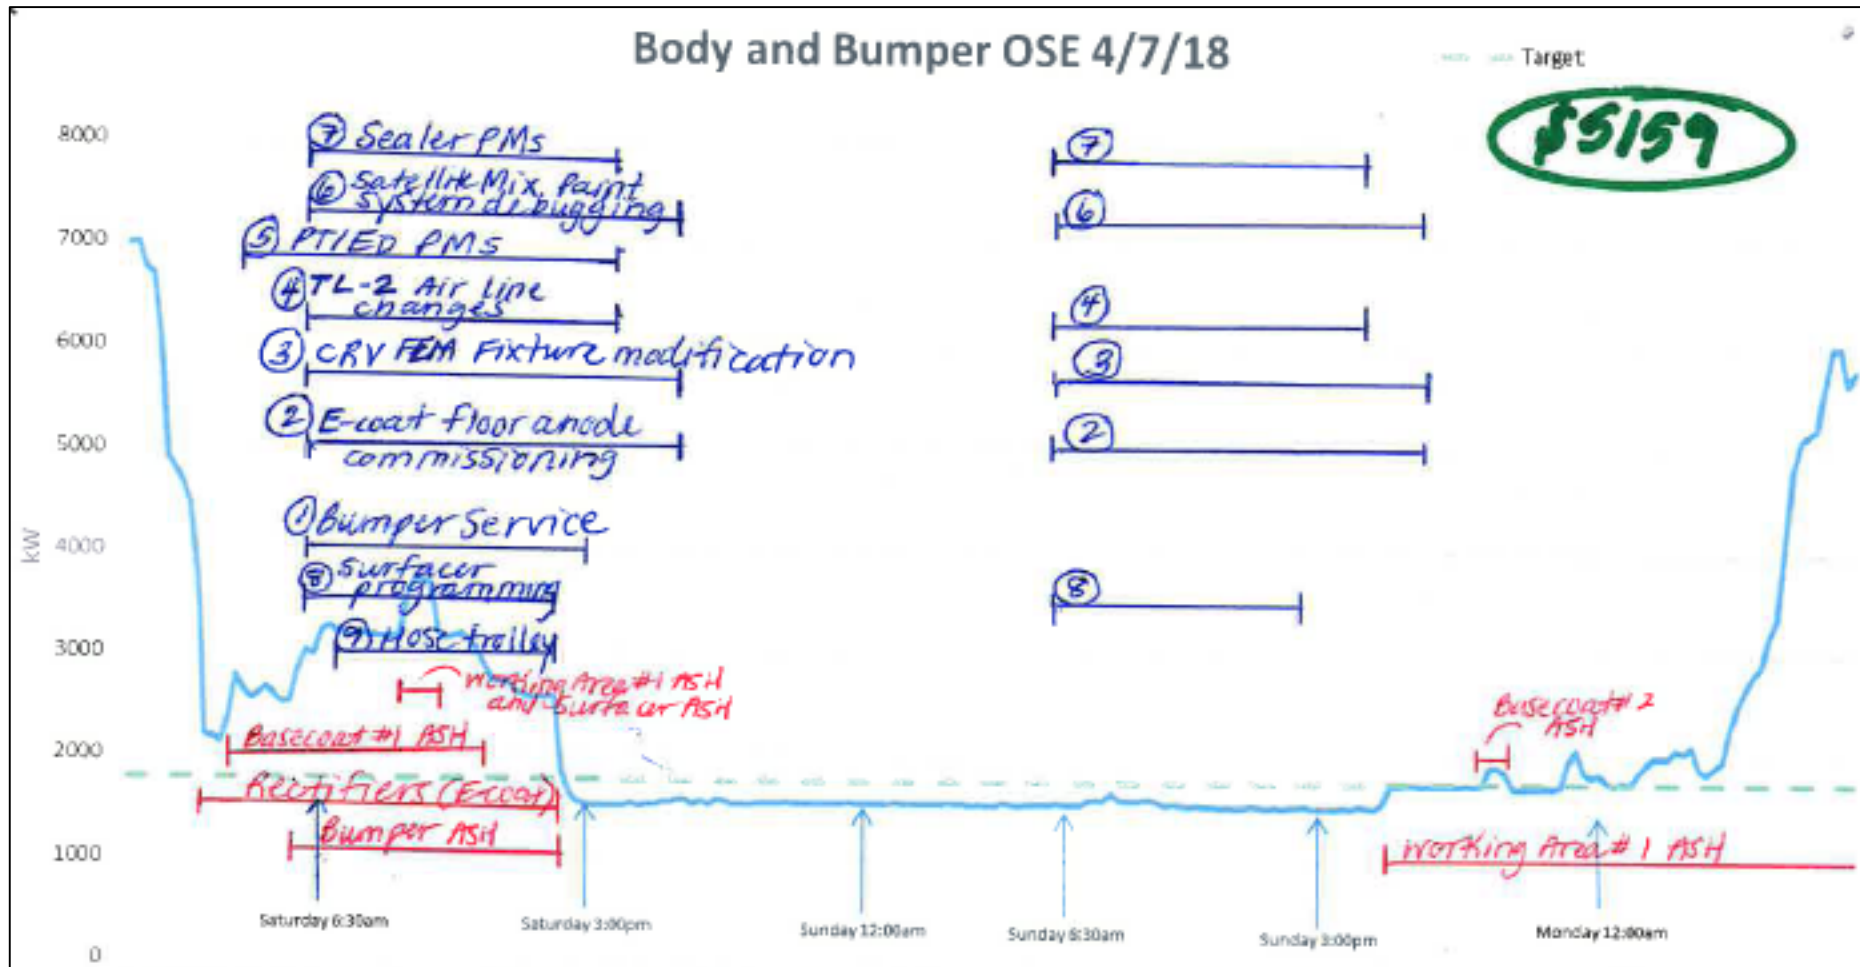 Body and Bumper OSE 4/7/18
Target
$5159
8000
7000
6000
5000
4000
3000
2000
1000
0
kW
⑦ Sealer PMs
⑥ Satellite Mix, Paint
System debugging
⑤ PT/ED PMs
④ TL-2 Air line
changes
③ CRV FEM Fixture modification
② E-coat floor anode
commissioning
① Bumper Service
⑧ Surfacer
programming
⑨ Hose trolley
Working Area #1 ASH
and Surfacer ASH
Basecoat #1 ASH
Rectifiers (E-coat)
Bumper ASH
⑦
⑥
④
③
②
⑧
Basecoat #2
ASH
Working Area #1 ASH
Saturday 6:30am
Saturday 3:00pm
Sunday 12:00am
Sunday 6:30am
Sunday 3:00pm
Monday 12:00am